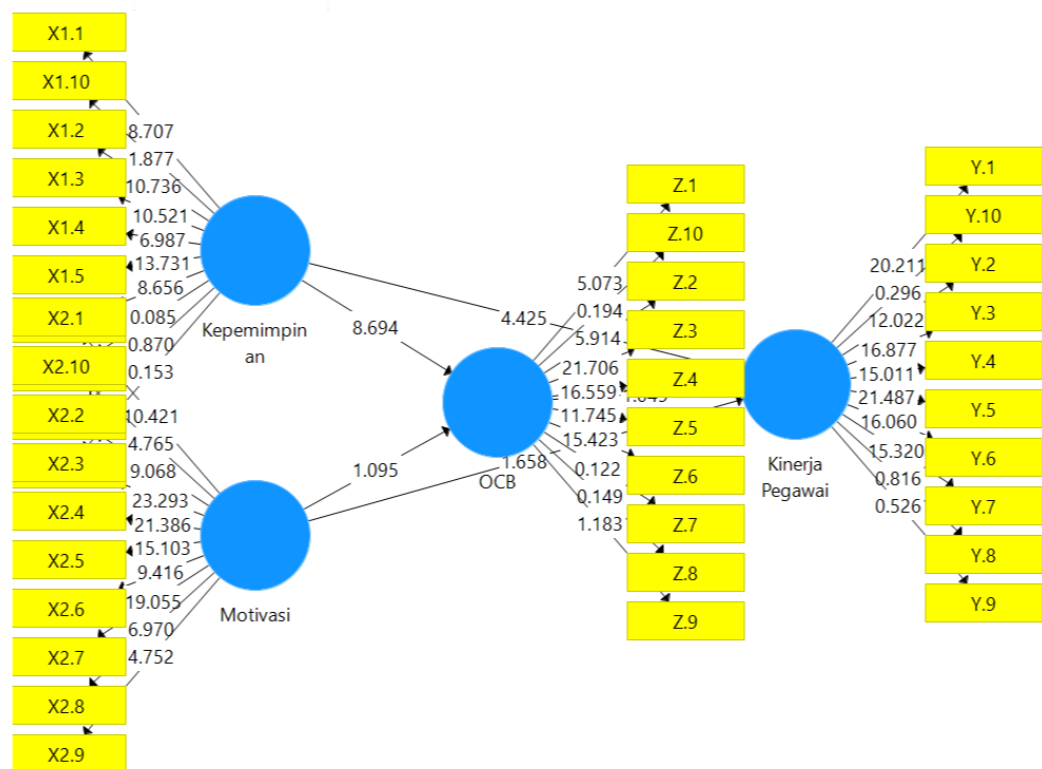 X1.1
X1.10
X1.2
X1.3
X1.4
X1.5
X2.1
X2.10
X2.2
X2.3
X2.4
X2.5
X2.6
X2.7
X2.8
X2.9
8.707
1.877
10.736
10.521
6.987
13.731
8.656
0.085
0.870
0.153
10.421
4.765
9.068
23.293
21.386
15.103
9.416
19.055
6.970
4.752
Kepemimpin
an
Motivasi
8.694
1.095
4.425
1.658
OCB
5.073
0.194
5.914
21.706
16.559
11.745
15.423
0.122
0.149
1.183
Z.1
Z.10
Z.2
Z.3
Z.4
Z.5
Z.6
Z.7
Z.8
Z.9
Kinerja
Pegawai
20.211
0.296
12.022
16.877
15.011
21.487
16.060
15.320
0.816
0.526
Y.1
Y.10
Y.2
Y.3
Y.4
Y.5
Y.6
Y.7
Y.8
Y.9